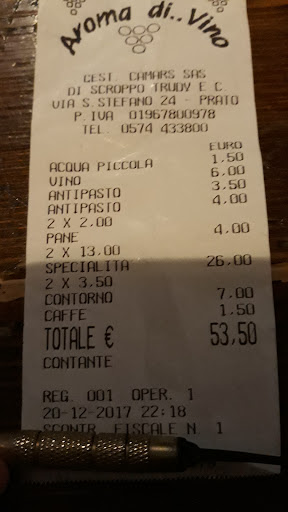 Aroma di.. Vino
GEST. CAMARS SAS
DI SCROPPO TRUDY E C.
VIA S.STEFANO 24 - PRATO
P.IVA 01967800978
TEL. 0574 433800
EURO
ACQUA PICCOLA 1,50
VINO 6,00
ANTIPASTO 3,50
ANTIPASTO 4,00
2 X 2,00
PANE 4,00
2 X 13,00
SPECIALITA' 26,00
2 X 3,50
CONTORNO 7,00
CAFFE 1,50
TOTALE € 53,50
CONTANTE
REG. 001 OPER. 1
20-12-2017 22:18
SCONTR. FISCALE N. 1